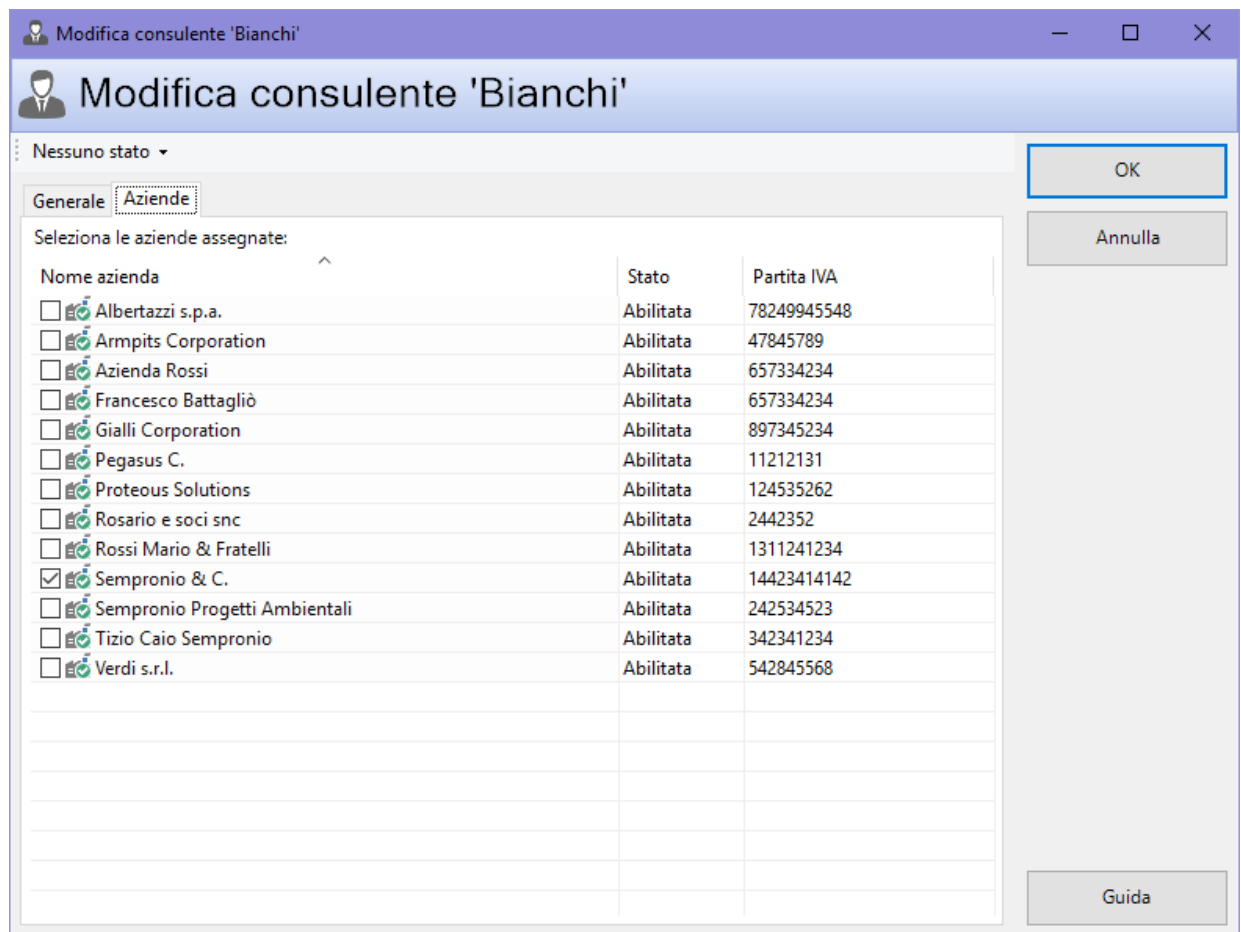 Modifica consulente 'Bianchi'
Modifica consulente 'Bianchi'
Nessuno stato
OK
Generale Aziende
Annulla
Seleziona le aziende assegnate:
Nome azienda Stato Partita IVA
Albertazzi s.p.a. Abilitata 78249945548
Armpits Corporation Abilitata 47845789
Azienda Rossi Abilitata 657334234
Francesco Battagliò Abilitata 657334234
Gialli Corporation Abilitata 897345234
Pegasus C. Abilitata 11212131
Proteous Solutions Abilitata 124535262
Rosario e soci snc Abilitata 2442352
Rossi Mario & Fratelli Abilitata 1311241234
Sempronio & C. Abilitata 14423414142
Sempronio Progetti Ambientali Abilitata 242534523
Tizio Caio Sempronio Abilitata 342341234
Verdi s.r.l. Abilitata 542845568
Guida